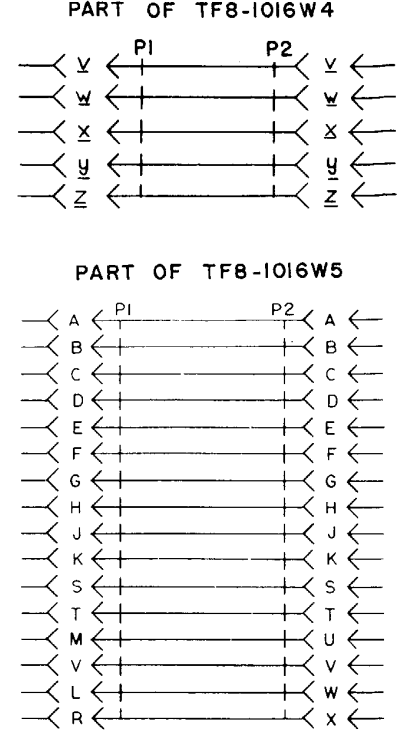 PART OF TF8-1016W4
P1 P2
v v
w w
x x
y y
z z
PART OF TF8-1016W5
P1 P2
A A
B B
C C
D D
E E
F F
G G
H H
J J
K K
S S
T T
M U
V V
L W
R X